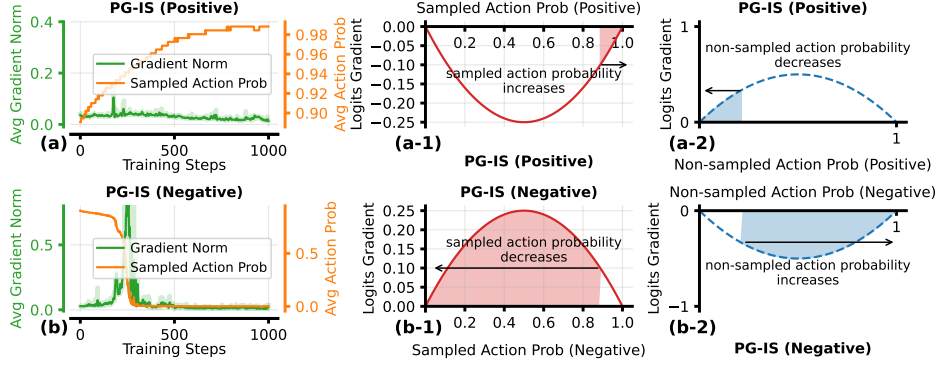 PG-IS (Positive)
Avg Gradient Norm
0.4
0.2
0.0
Gradient Norm
Sampled Action Prob
0.98
0.96
0.94
0.92
0.90
Avg Action Prob
(a)
0
500
1000
Training Steps
Sampled Action Prob (Positive)
Logits Gradient
0.00
−0.05
−0.10
−0.15
−0.20
−0.25
0.2
0.4
0.6
0.8
1.0
sampled action probability
increases
(a-1)
PG-IS (Positive)
Logits Gradient
1
0
non-sampled action probability
decreases
(a-2)
1
Non-sampled Action Prob (Positive)
PG-IS (Negative)
Avg Gradient Norm
0.5
0.0
Gradient Norm
Sampled Action Prob
0.5
0.0
Avg Action Prob
(b)
0
500
1000
Training Steps
PG-IS (Negative)
Logits Gradient
0.25
0.20
0.15
0.10
0.05
0.00
sampled action probability
decreases
(b-1)
0.2
0.4
0.6
0.8
1.0
Sampled Action Prob (Negative)
Non-sampled Action Prob (Negative)
Logits Gradient
0
−1
1
non-sampled action probability
increases
(b-2)
PG-IS (Negative)